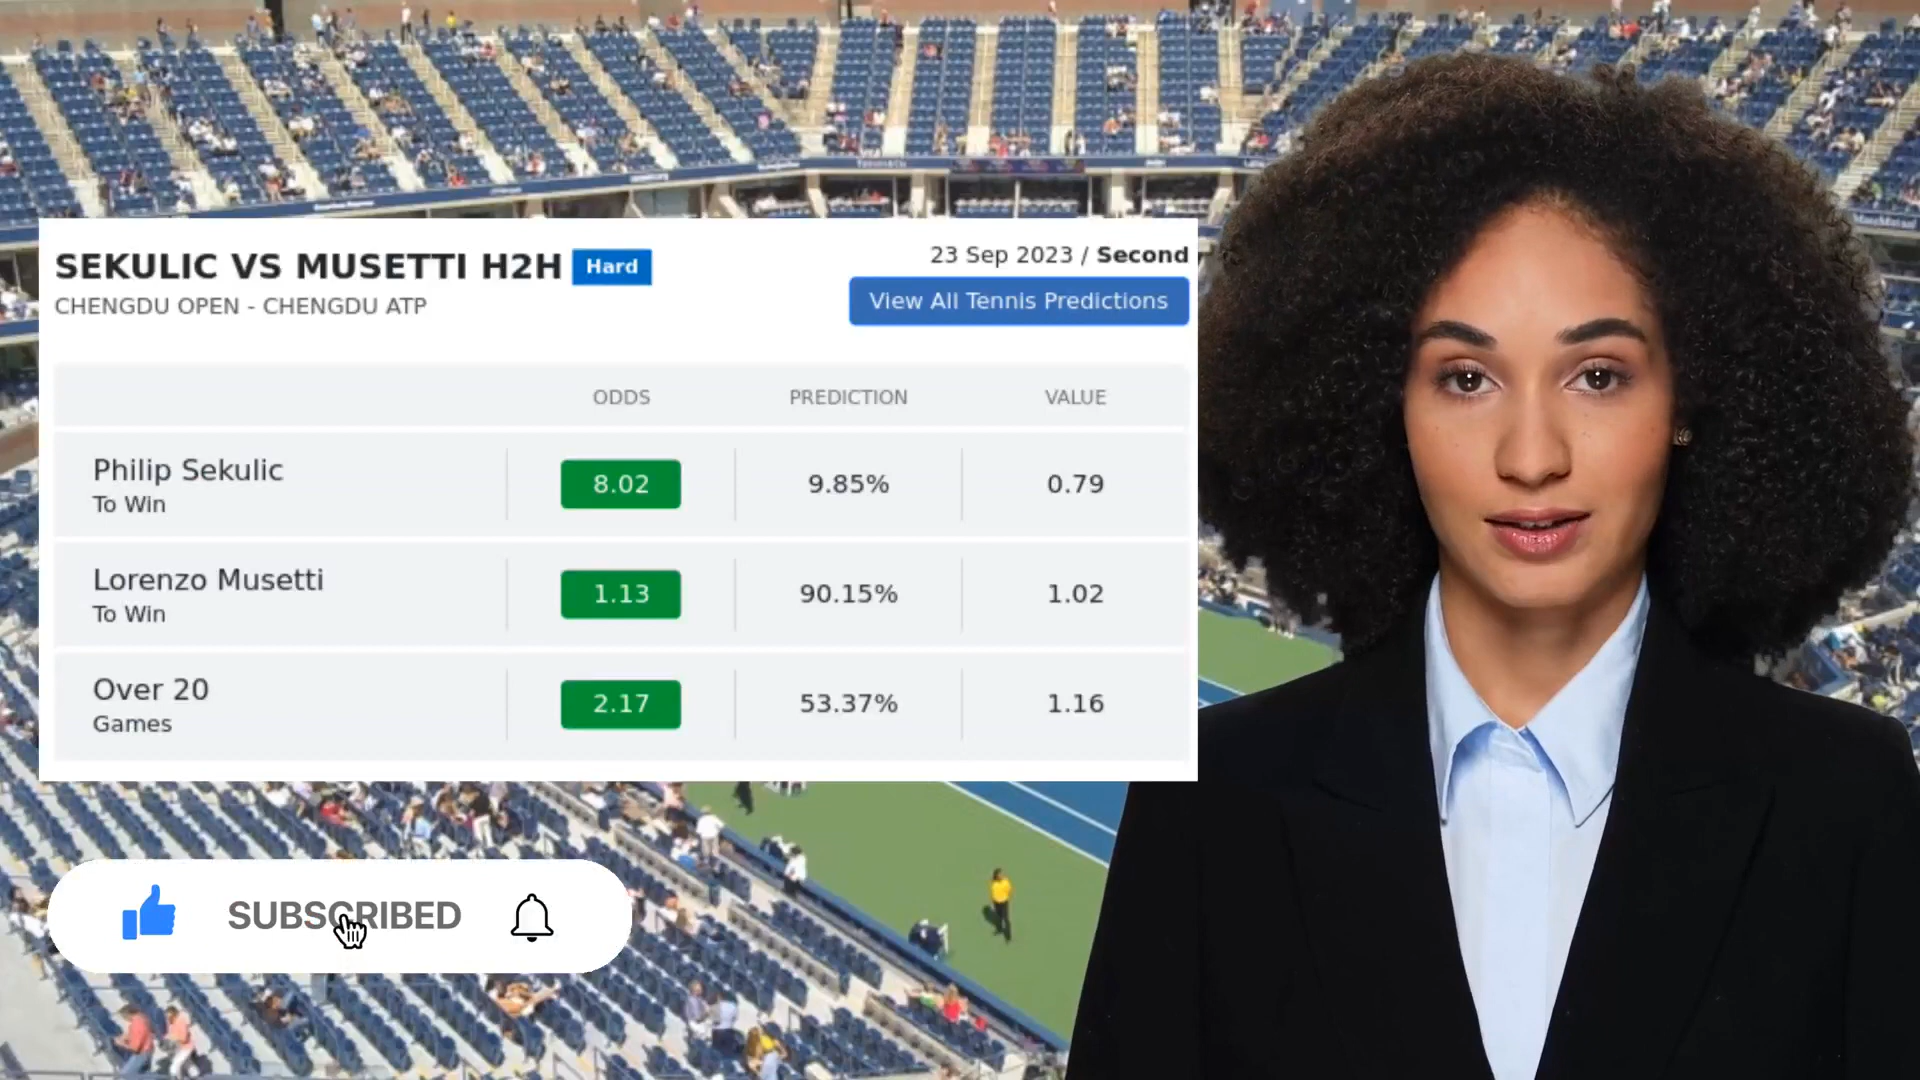 SEKULIC VS MUSETTI H2H Hard
CHENGDU OPEN - CHENGDU ATP
23 Sep 2023 / Second
View All Tennis Predictions
ODDS PREDICTION VALUE
Philip Sekulic
To Win
8.02 9.85% 0.79
Lorenzo Musetti
To Win
1.13 90.15% 1.02
Over 20
Games
2.17 53.37% 1.16
SUBSCRIBED